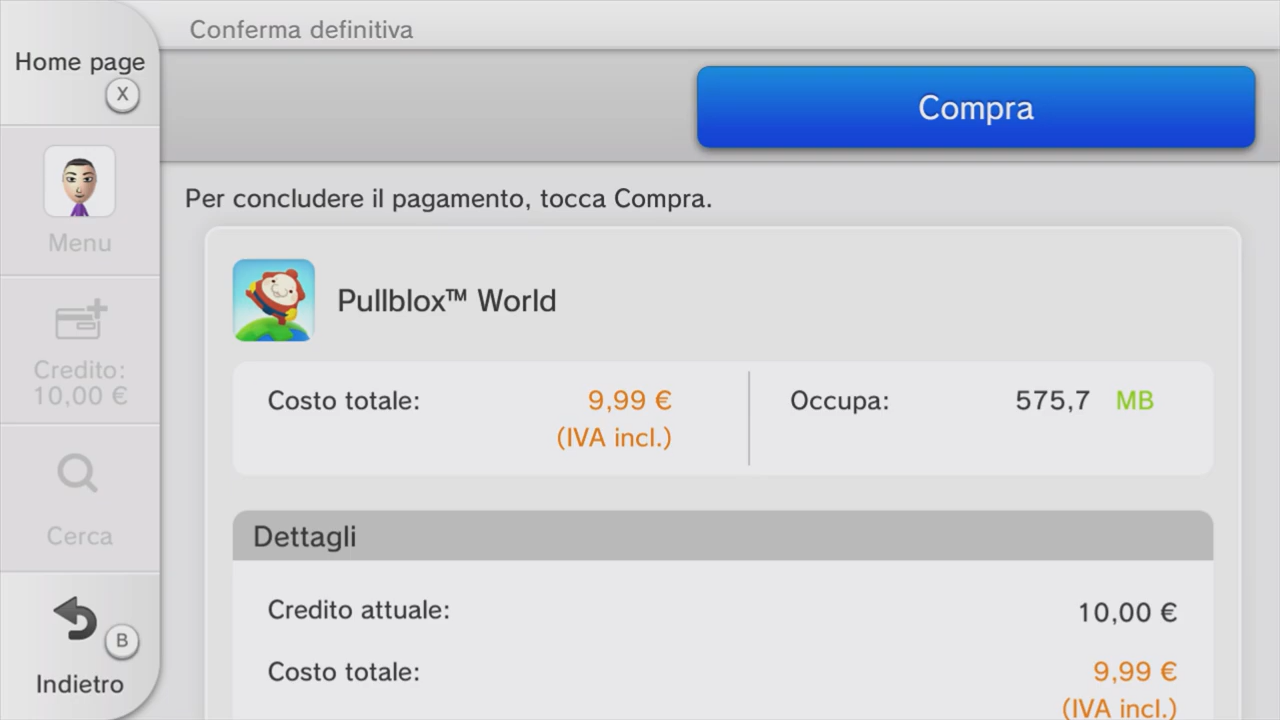 Conferma definitiva
Home page
X
Compra
Menu
Per concludere il pagamento, tocca Compra.
Pullblox™ World
Credito:
10,00 €
Costo totale:
9,99 €
(IVA incl.)
Occupa:
575,7 MB
Cerca
Dettagli
Credito attuale:
10,00 €
Costo totale:
9,99 €
(IVA incl.)
B
Indietro